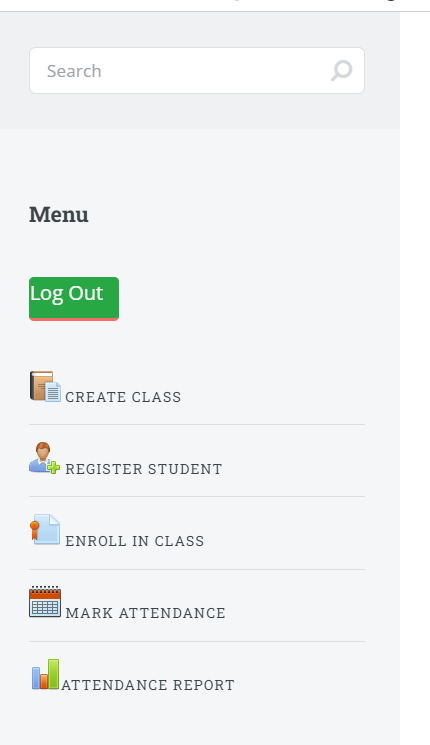 Search
Menu
Log Out
CREATE CLASS
REGISTER STUDENT
ENROLL IN CLASS
MARK ATTENDANCE
ATTENDANCE REPORT